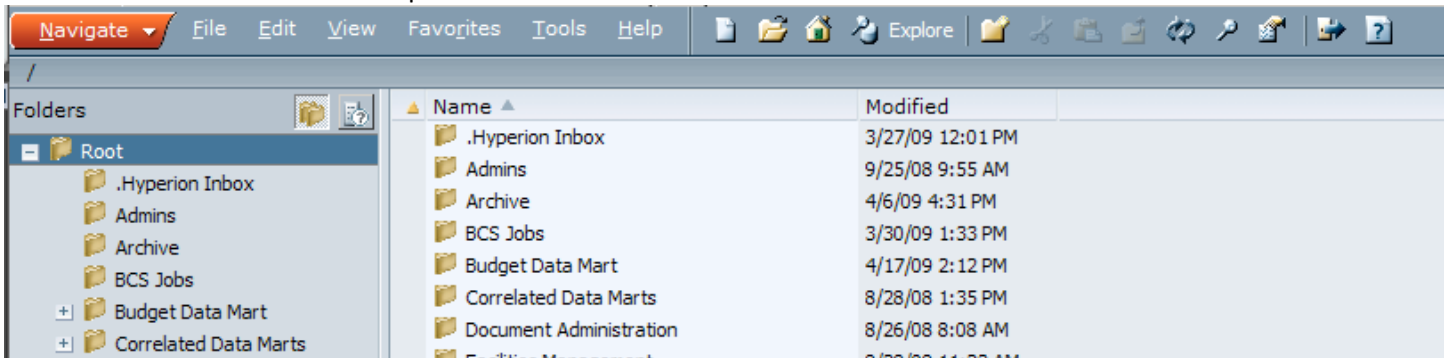 Navigate File Edit View Favorites Tools Help Explore
/
Folders
Root
.Hyperion Inbox
Admins
Archive
BCS Jobs
Budget Data Mart
Correlated Data Marts
Name Modified
.Hyperion Inbox 3/27/09 12:01 PM
Admins 9/25/08 9:55 AM
Archive 4/6/09 4:31 PM
BCS Jobs 3/30/09 1:33 PM
Budget Data Mart 4/17/09 2:12 PM
Correlated Data Marts 8/28/08 1:35 PM
Document Administration 8/26/08 8:08 AM